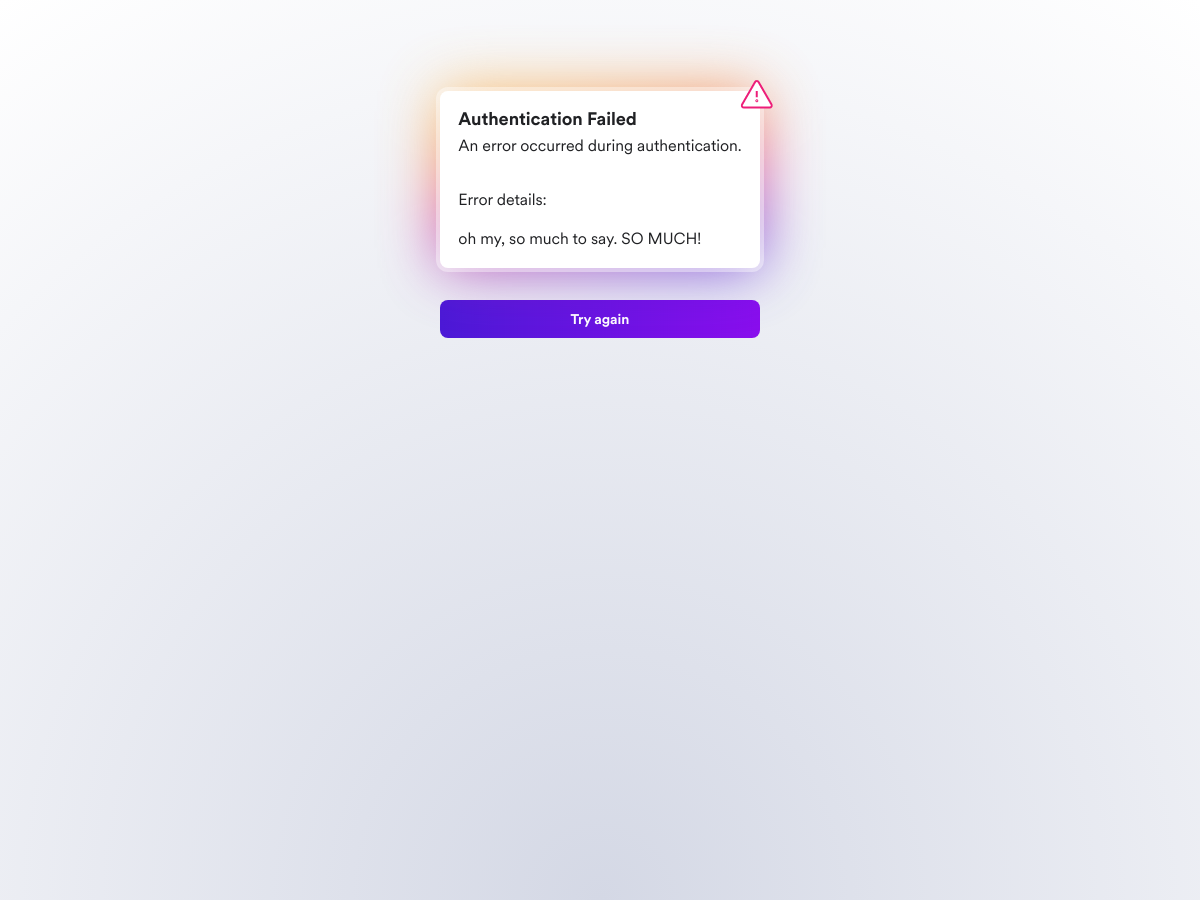 Authentication Failed
An error occurred during authentication.
Error details:
oh my, so much to say. SO MUCH!
Try again